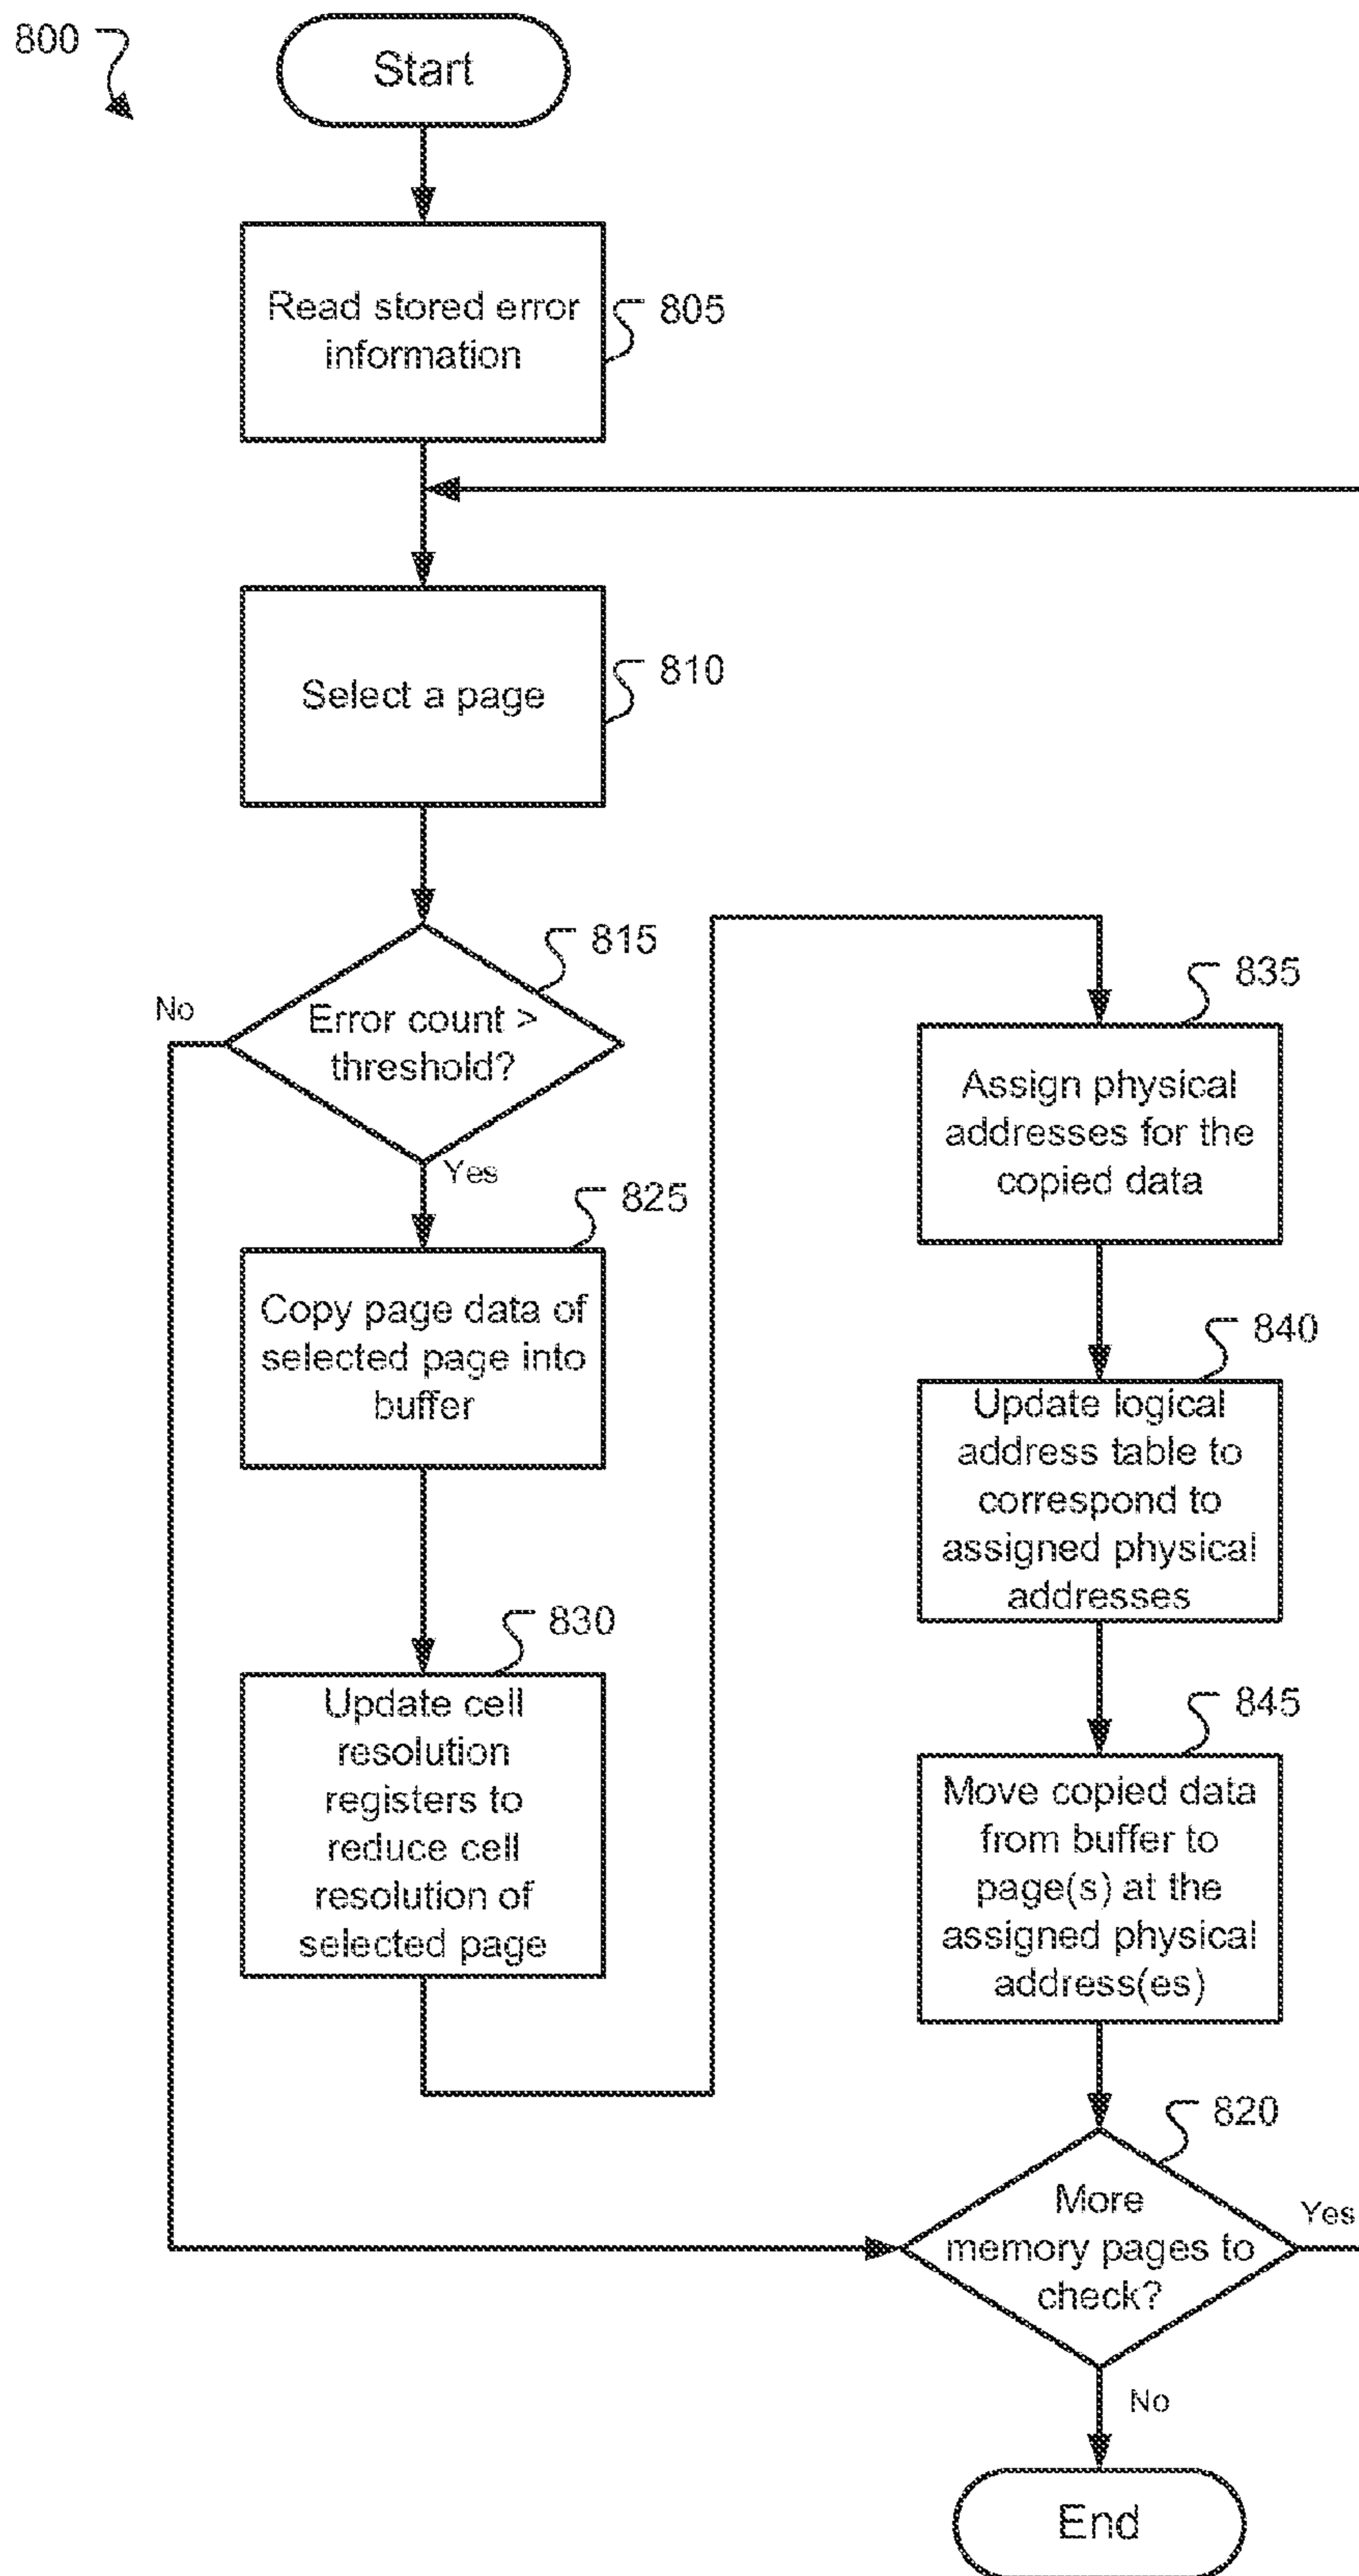 800
Start
Read stored error
information
805
Select a page
810
815
No
Error count >
threshold?
Yes
825
Copy page data of
selected page into
buffer
830
Update cell
resolution
registers to
reduce cell
resolution of
selected page
835
Assign physical
addresses for the
copied data
840
Update logical
address table to
correspond to
assigned physical
addresses
845
Move copied data
from buffer to
page(s) at the
assigned physical
address(es)
820
More
memory pages to
check?
Yes
No
End